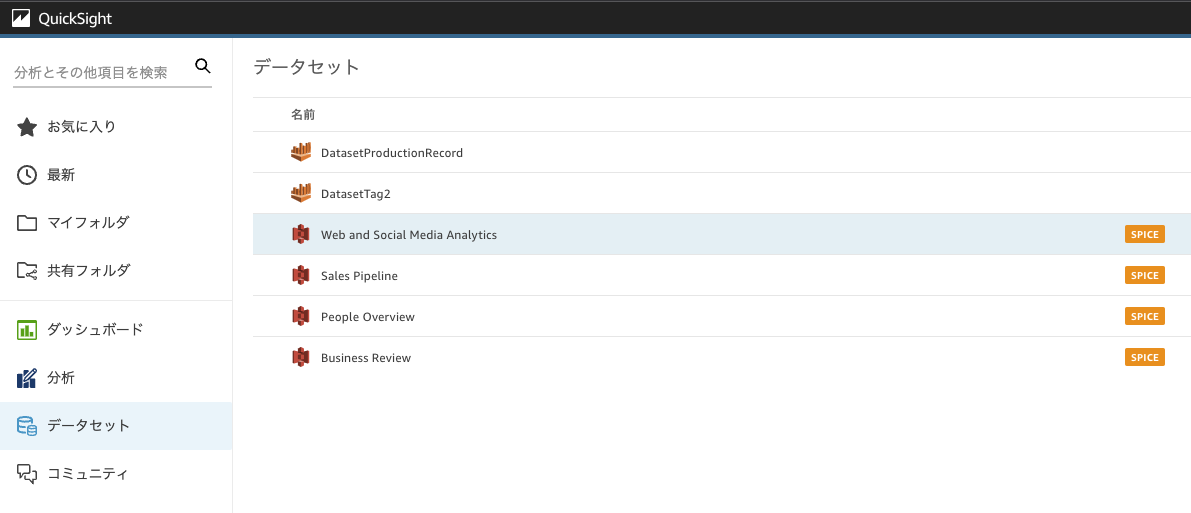 QuickSight
分析とその他項目を検索
お気に入り
最新
マイフォルダ
共有フォルダ
ダッシュボード
分析
データセット
コミュニティ
データセット
名前
DatasetProductionRecord
DatasetTag2
Web and Social Media Analytics SPICE
Sales Pipeline SPICE
People Overview SPICE
Business Review SPICE